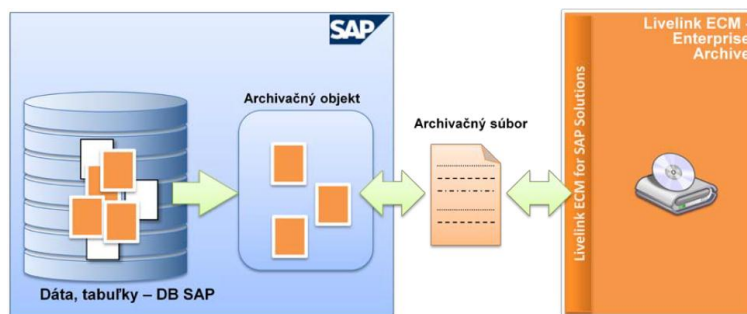 SAP
Livelink ECM -
Enterprise
Archive
Archivačný objekt
Archivačný súbor
Livelink ECM for SAP Solutions
Dáta, tabuľky – DB SAP